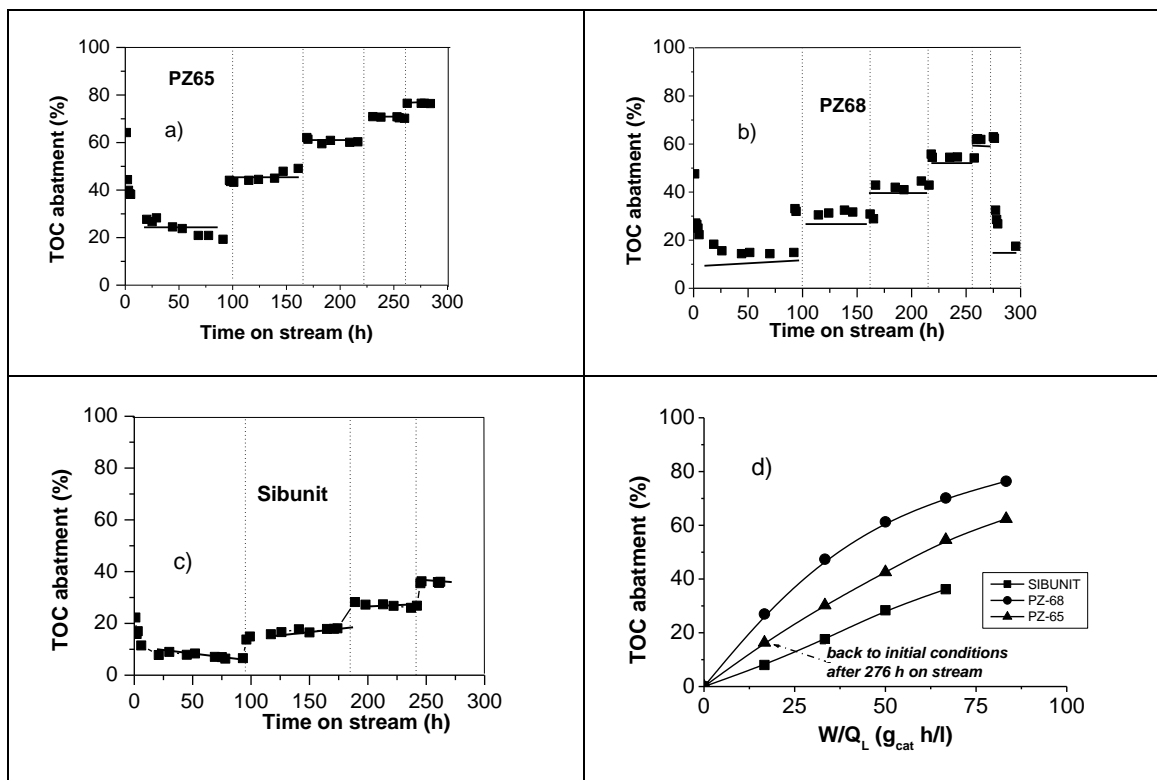 100
80
60
40
20
0
TOC abatment (%)
PZ65
a)
0 50 100 150 200 250 300
Time on stream (h)
100
80
60
40
20
0
TOC abatment (%)
PZ68
b)
0 50 100 150 200 250 300
Time on stream (h)
100
80
60
40
20
0
TOC abatment (%)
Sibunit
c)
0 50 100 150 200 250 300
Time on stream (h)
100
80
60
40
20
0
TOC abatment (%)
d)
SIBUNIT
PZ-68
PZ-65
back to initial conditions
after 276 h on stream
0 25 50 75 100
W/Q_L (g_cat h/l)